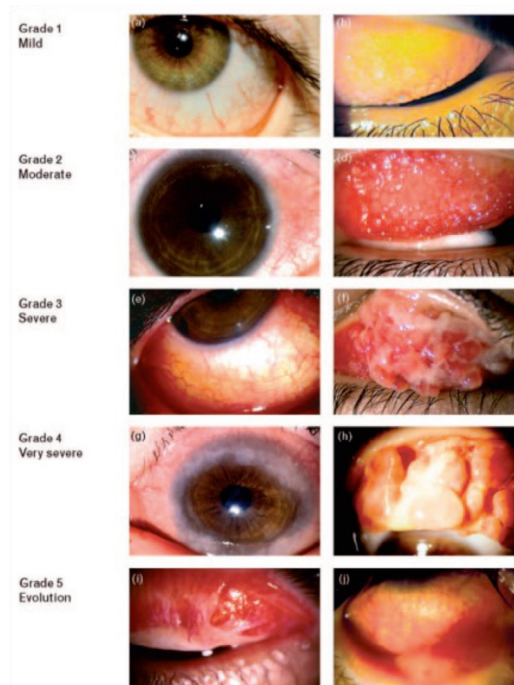 Grade 1
Mild
(a)
(b)
Grade 2
Moderate
(c)
(d)
Grade 3
Severe
(e)
(f)
Grade 4
Very severe
(g)
(h)
Grade 5
Evolution
(i)
(j)